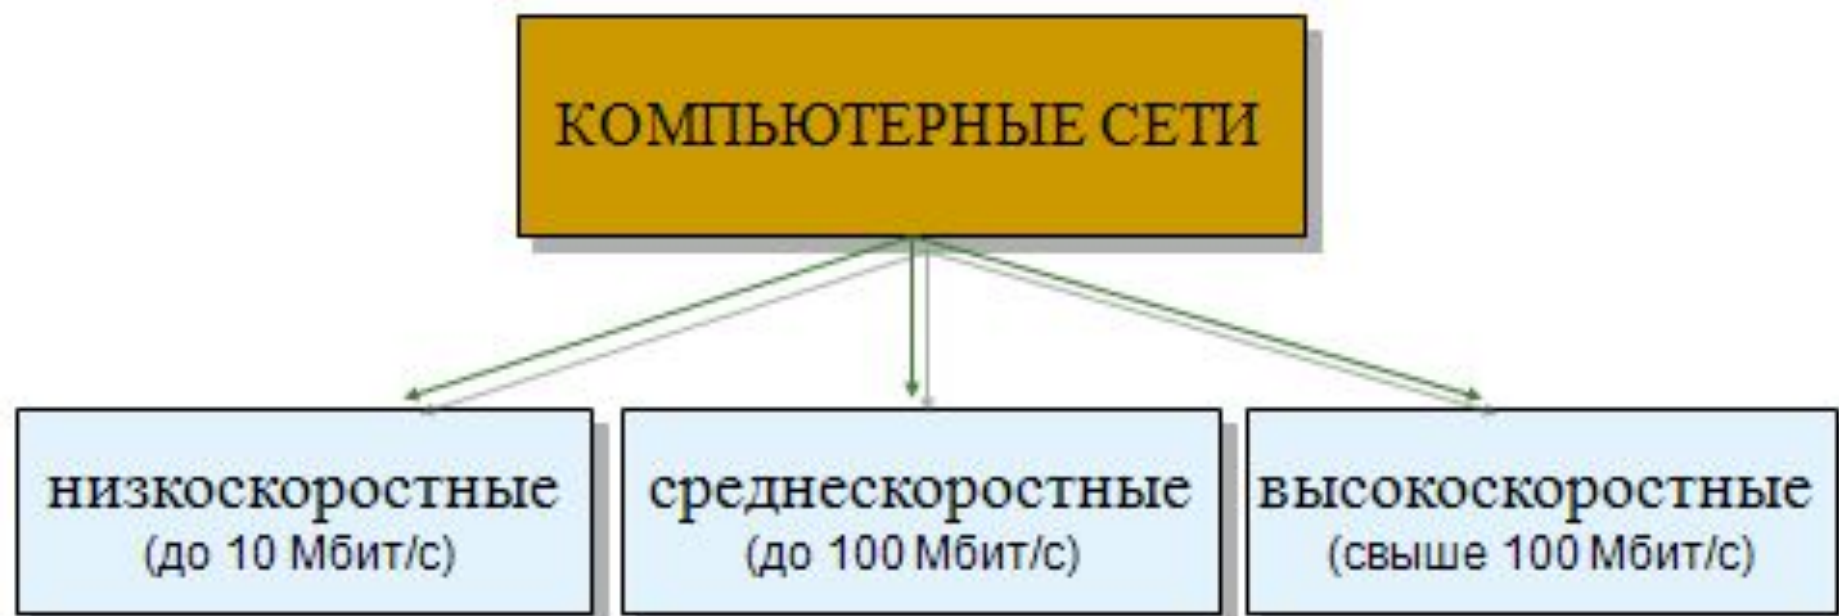 КОМПЬЮТЕРНЫЕ СЕТИ
низкоскоростные
(до 10 Мбит/с)
среднескоростные
(до 100 Мбит/с)
высокоскоростные
(свыше 100 Мбит/с)